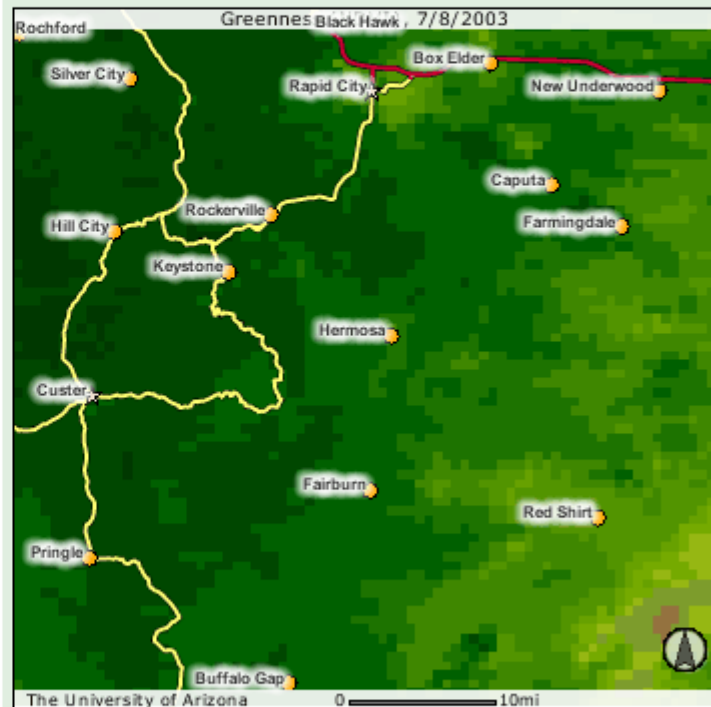 Greennes
Black Hawk
, 7/8/2003
Rochford
Box Elder
Silver City
Rapid City
New Underwood
Caputa
Rockerville
Farmingdale
Hill City
Keystone
Hermosa
Custer
Fairburn
Red Shirt
Pringle
Buffalo Gap
The University of Arizona
0
10mi